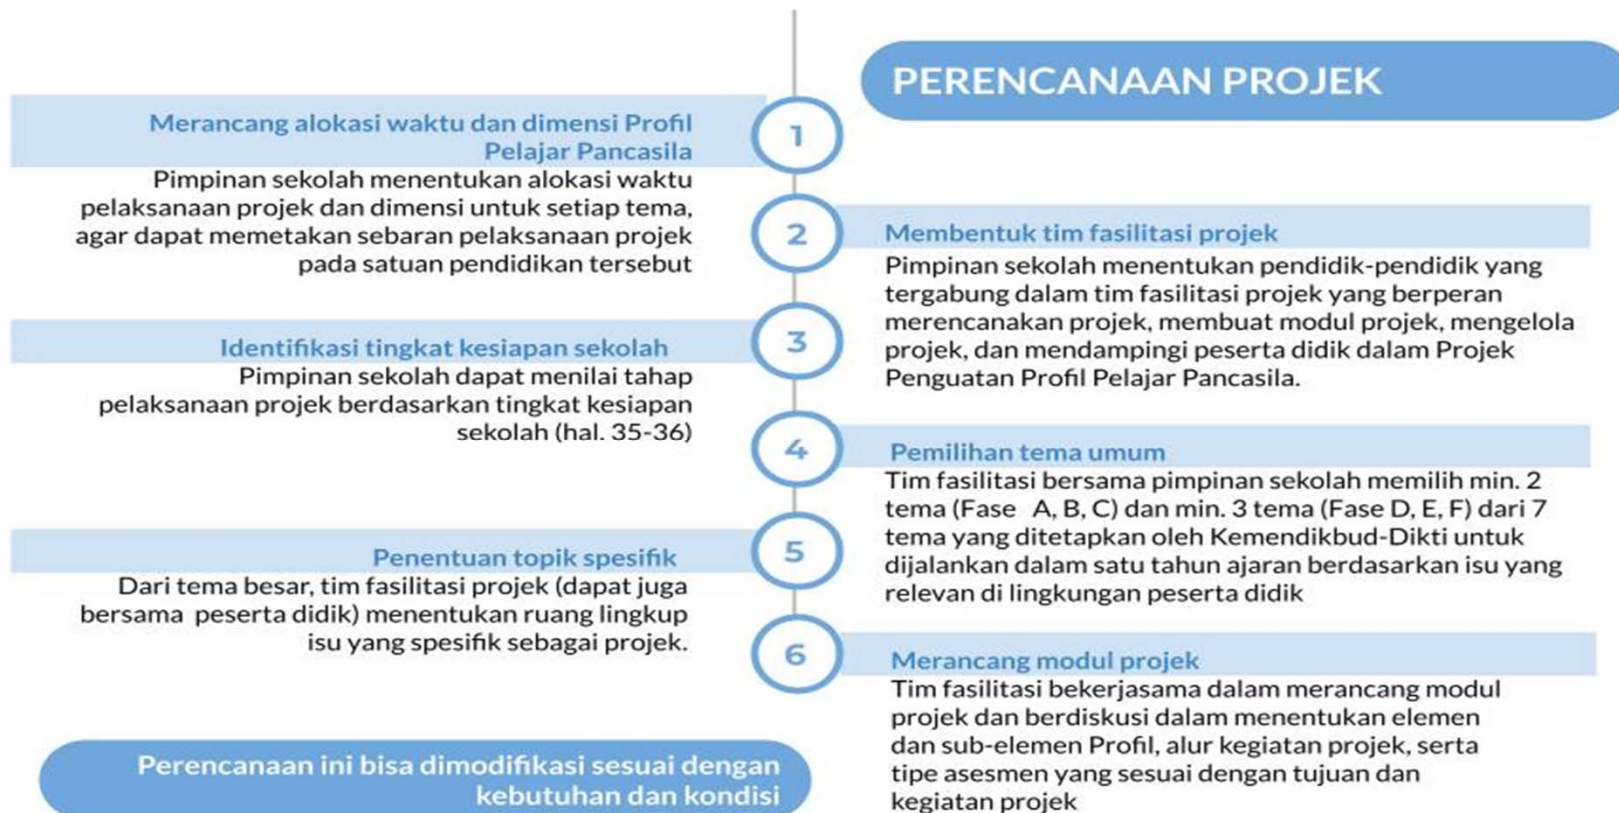 PERENCANAAN PROJEK
1
Merancang alokasi waktu dan dimensi Profil
Pelajar Pancasila
Pimpinan sekolah menentukan alokasi waktu
pelaksanaan projek dan dimensi untuk setiap tema,
agar dapat memetakan sebaran pelaksanaan projek
pada satuan pendidikan tersebut
2
Membentuk tim fasilitasi projek
Pimpinan sekolah menentukan pendidik-pendidik yang
tergabung dalam tim fasilitasi projek yang berperan
merencanakan projek, membuat modul projek, mengelola
projek, dan mendampingi peserta didik dalam Projek
Penguatan Profil Pelajar Pancasila.
3
Identifikasi tingkat kesiapan sekolah
Pimpinan sekolah dapat menilai tahap
pelaksanaan projek berdasarkan tingkat kesiapan
sekolah (hal. 35-36)
4
Pemilihan tema umum
Tim fasilitasi bersama pimpinan sekolah memilih min. 2
tema (Fase A, B, C) dan min. 3 tema (Fase D, E, F) dari 7
tema yang ditetapkan oleh Kemendikbud-Dikti untuk
dijalankan dalam satu tahun ajaran berdasarkan isu yang
relevan di lingkungan peserta didik
5
Penentuan topik spesifik
Dari tema besar, tim fasilitasi projek (dapat juga
bersama peserta didik) menentukan ruang lingkup
isu yang spesifik sebagai projek.
6
Merancang modul projek
Tim fasilitasi bekerjasama dalam merancang modul
projek dan berdiskusi dalam menentukan elemen
dan sub-elemen Profil, alur kegiatan projek, serta
tipe asesmen yang sesuai dengan tujuan dan
kegiatan projek
Perencanaan ini bisa dimodifikasi sesuai dengan
kebutuhan dan kondisi